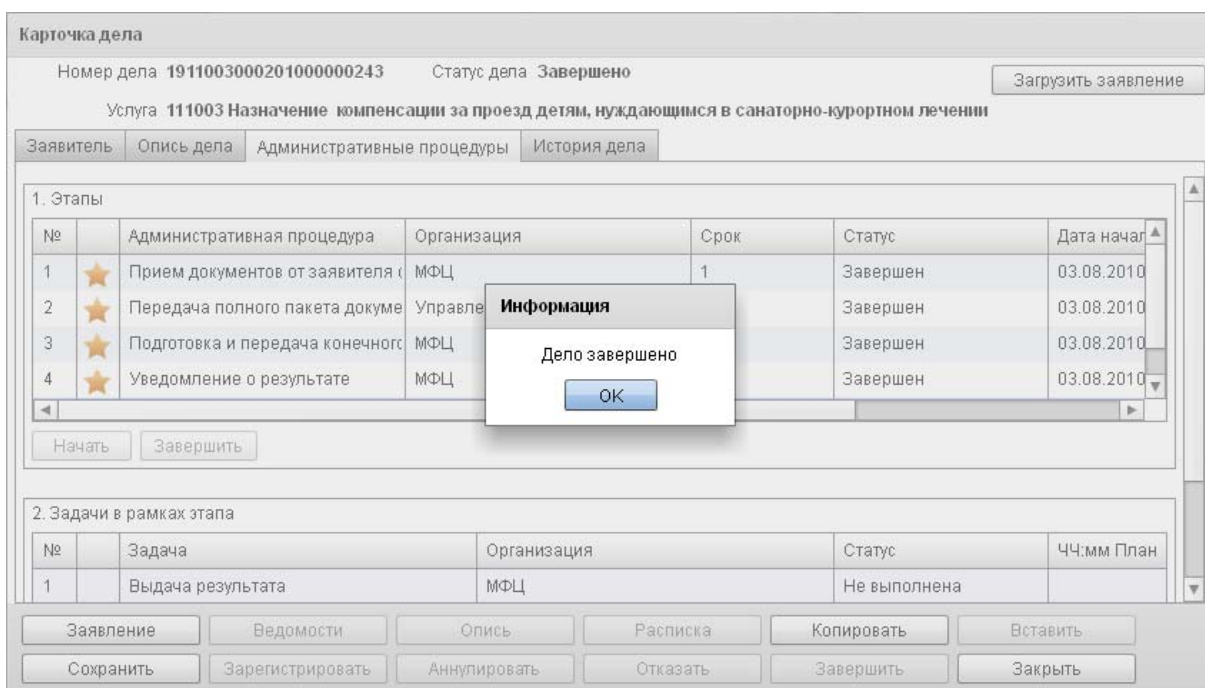 Карточка дела
Номер дела 1911003000201000000243 Статус дела Завершено
Загрузить заявление
Услуга 111003 Назначение компенсации за проезд детям, нуждающимся в санаторно-курортном лечении
Заявитель Опись дела Административные процедуры История дела
1. Этапы
№ Административная процедура Организация Срок Статус Дата начал
1 Прием документов от заявителя с МФЦ 1 Завершен 03.08.2010
2 Передача полного пакета докуме Управле Завершен 03.08.2010
3 Подготовка и передача конечного МФЦ Завершен 03.08.2010
4 Уведомление о результате МФЦ Завершен 03.08.2010
Информация
Дело завершено
OK
Начать Завершить
2. Задачи в рамках этапа
№ Задача Организация Статус ЧЧ:мм План
1 Выдача результата МФЦ Не выполнена
Заявление Ведомости Опись Расписка Копировать Вставить
Сохранить Зарегистрировать Аннулировать Отказать Завершить Закрыть